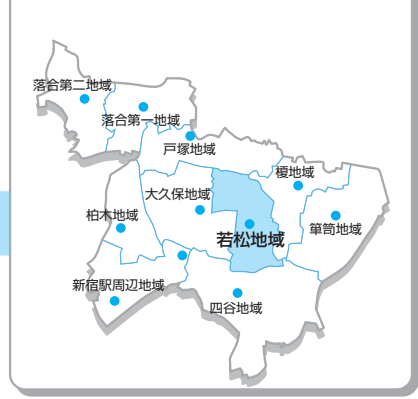 落合第二地域
落合第一地域
戸塚地域
榎地域
大久保地域
柏木地域
若松地域
箪笥地域
新宿駅周辺地域
四谷地域